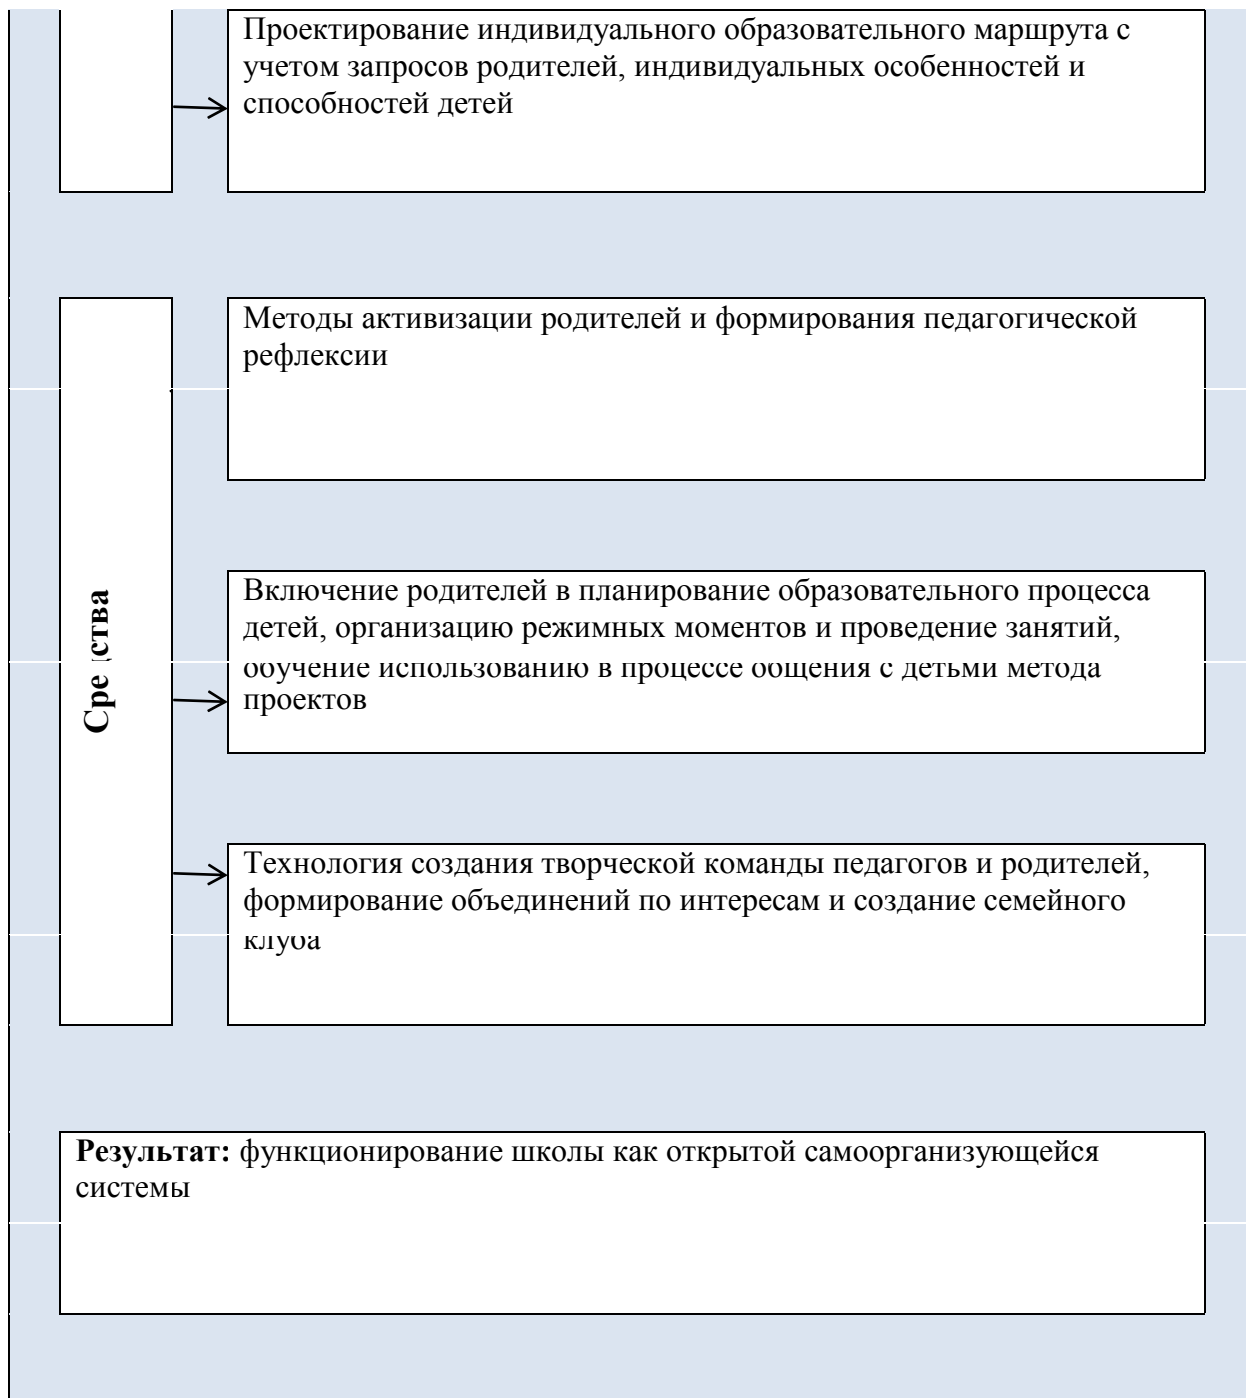 Проектирование индивидуального образовательного маршрута с
учетом запросов родителей, индивидуальных особенностей и
способностей детей
Методы активизации родителей и формирования педагогической
рефлексии
Средства
Включение родителей в планирование образовательного процесса
детей, организацию режимных моментов и проведение занятий,
обучение использованию в процессе общения с детьми метода
проектов
Технология создания творческой команды педагогов и родителей,
формирование объединений по интересам и создание семейного
клуба
Результат: функционирование школы как открытой самоорганизующейся
системы